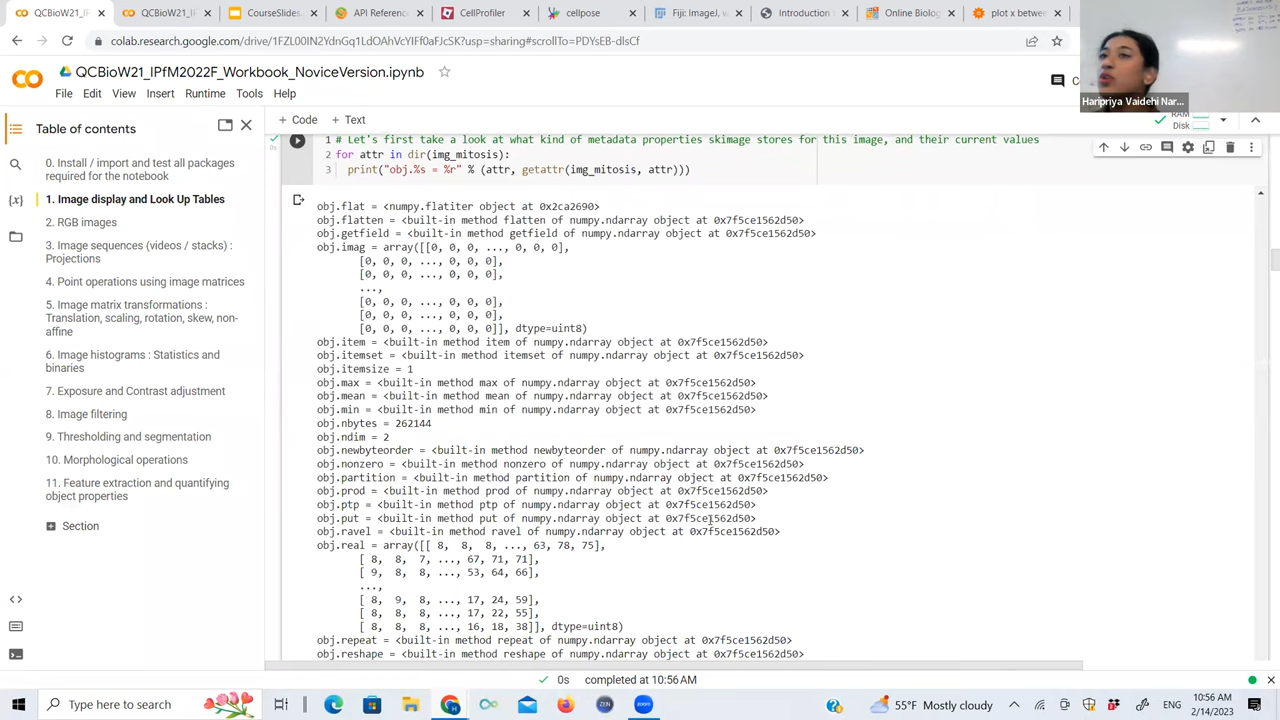 QCBioW21_IPfM2022F_W
QCBioW21_IPfM2022F_W
CourseSlides
API Reference
CellProfiler
cellpose
Fiji: ImageJ, w
Introduction
Online Biolog
plot x betwee
colab.research.google.com/drive/1FZL00IN2YdnGq1LdOAhVcYIFf0aFJcSK?usp=sharing#scrollTo=PDYsEB-dlsCf
QCBioW21_IPfM2022F_Workbook_NoviceVersion.ipynb
File Edit View Insert Runtime Tools Help
Haripriya Vaidehi Nar...
+ Code + Text
RAM
Disk
Table of contents
0. Install / import and test all packages
required for the notebook
1. Image display and Look Up Tables
2. RGB images
3. Image sequences (videos / stacks) :
Projections
4. Point operations using image matrices
5. Image matrix transformations :
Translation, scaling, rotation, skew, non-
affine
6. Image histograms : Statistics and
binaries
7. Exposure and Contrast adjustment
8. Image filtering
9. Thresholding and segmentation
10. Morphological operations
11. Feature extraction and quantifying
object properties
Section
0s
1 # Let's first take a look at what kind of metadata properties skimage stores for this image, and their current values
2 for attr in dir(img_mitosis):
3 print("obj.%s = %r" % (attr, getattr(img_mitosis, attr)))
obj.flat = <numpy.flatiter object at 0x2ca2690>
obj.flatten = <built-in method flatten of numpy.ndarray object at 0x7f5ce1562d50>
obj.getfield = <built-in method getfield of numpy.ndarray object at 0x7f5ce1562d50>
obj.imag = array([[0, 0, 0, ..., 0, 0, 0],
[0, 0, 0, ..., 0, 0, 0],
[0, 0, 0, ..., 0, 0, 0],
...,
[0, 0, 0, ..., 0, 0, 0],
[0, 0, 0, ..., 0, 0, 0],
[0, 0, 0, ..., 0, 0, 0]], dtype=uint8)
obj.item = <built-in method item of numpy.ndarray object at 0x7f5ce1562d50>
obj.itemset = <built-in method itemset of numpy.ndarray object at 0x7f5ce1562d50>
obj.itemsize = 1
obj.max = <built-in method max of numpy.ndarray object at 0x7f5ce1562d50>
obj.mean = <built-in method mean of numpy.ndarray object at 0x7f5ce1562d50>
obj.min = <built-in method min of numpy.ndarray object at 0x7f5ce1562d50>
obj.nbytes = 262144
obj.ndim = 2
obj.newbyteorder = <built-in method newbyteorder of numpy.ndarray object at 0x7f5ce1562d50>
obj.nonzero = <built-in method nonzero of numpy.ndarray object at 0x7f5ce1562d50>
obj.partition = <built-in method partition of numpy.ndarray object at 0x7f5ce1562d50>
obj.prod = <built-in method prod of numpy.ndarray object at 0x7f5ce1562d50>
obj.ptp = <built-in method ptp of numpy.ndarray object at 0x7f5ce1562d50>
obj.put = <built-in method put of numpy.ndarray object at 0x7f5ce1562d50>
obj.ravel = <built-in method ravel of numpy.ndarray object at 0x7f5ce1562d50>
obj.real = array([[ 8, 8, 8, ..., 63, 78, 75],
[ 8, 8, 7, ..., 67, 71, 71],
[ 9, 8, 8, ..., 53, 64, 66],
...,
[ 8, 9, 8, ..., 17, 24, 59],
[ 8, 8, 8, ..., 17, 22, 55],
[ 8, 8, 8, ..., 16, 18, 38]], dtype=uint8)
obj.repeat = <built-in method repeat of numpy.ndarray object at 0x7f5ce1562d50>
obj.reshape = <built-in method reshape of numpy.ndarray object at 0x7f5ce1562d50>
0s completed at 10:56 AM
Type here to search
ZEN
55°F Mostly cloudy
ENG
10:56 AM
2/14/2023